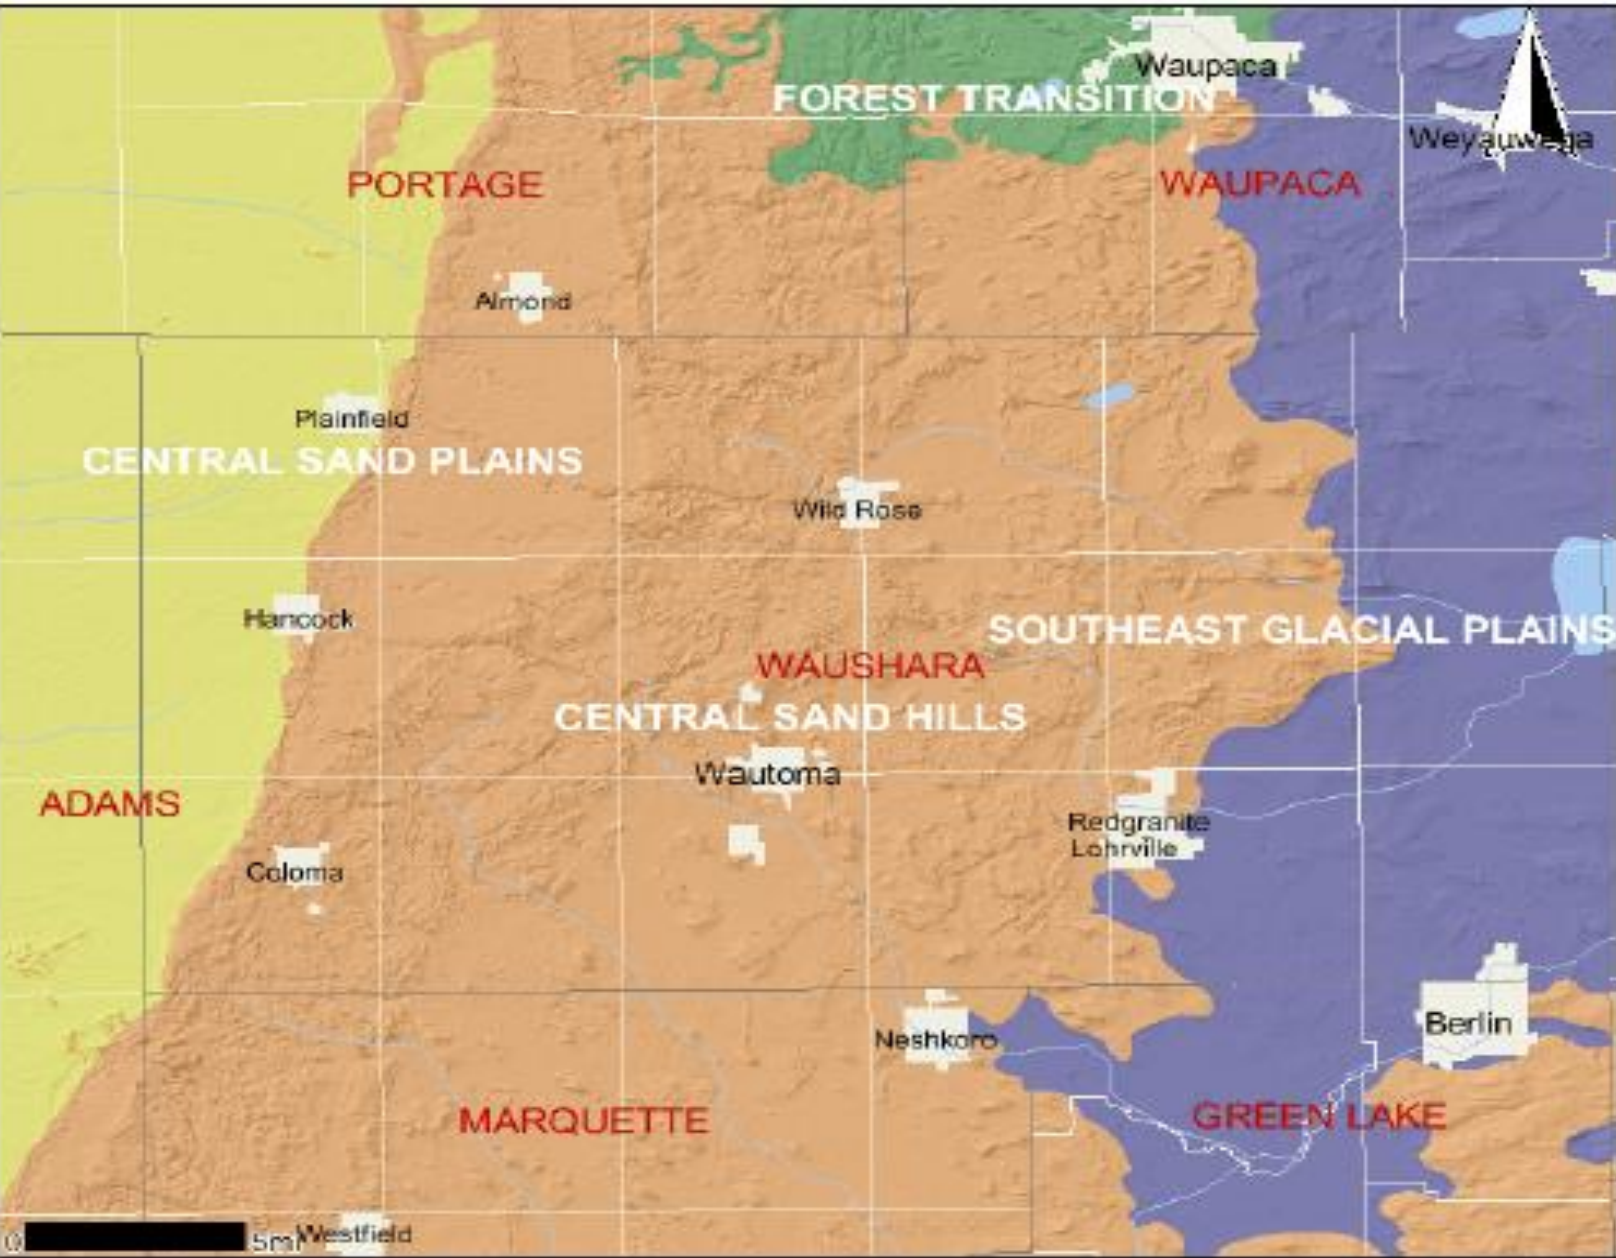 Waupaca
FOREST TRANSITION
Weyauwega
PORTAGE
WAUPACA
Almond
Plainfield
CENTRAL SAND PLAINS
Wild Rose
Hancock
SOUTHEAST GLACIAL PLAINS
WAUSHARA
CENTRAL SAND HILLS
Wautoma
ADAMS
Redgranite
Lohrville
Coloma
Berlin
Neshkoro
MARQUETTE
GREEN LAKE
0 5mi
Westfield